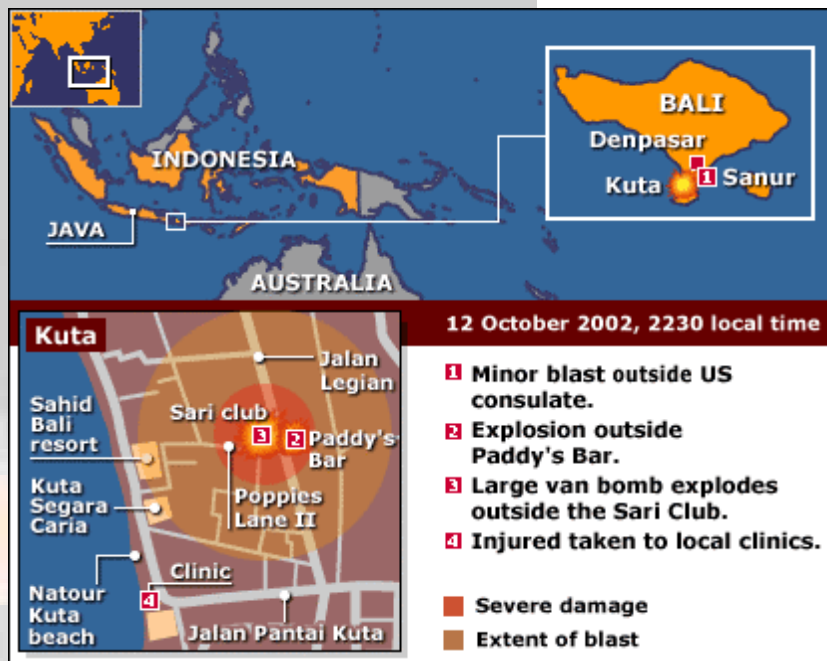 BALI
Denpasar
1
Kuta
Sanur
INDONESIA
JAVA
AUSTRALIA
12 October 2002, 2230 local time
Kuta
Jalan
Legian
Sari club
Sahid
Bali
resort
3
2
Paddy's
Bar
Kuta
Segara
Caria
Poppies
Lane II
Clinic
4
Natour
Kuta
beach
Jalan Pantai Kuta
1 Minor blast outside US
consulate.
2 Explosion outside
Paddy's Bar.
3 Large van bomb explodes
outside the Sari Club.
4 Injured taken to local clinics.
Severe damage
Extent of blast